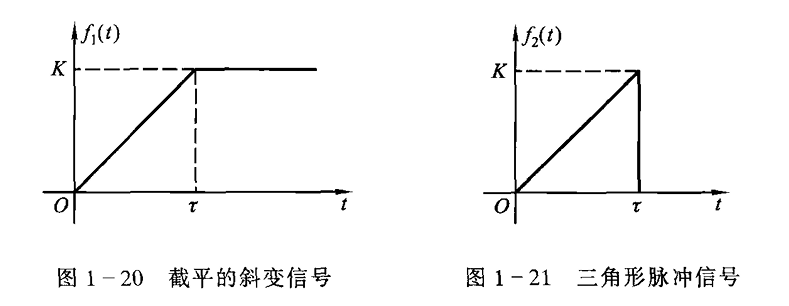 f₁(t)
K
O
τ
t
图 1-20 截平的斜变信号
f₂(t)
K
O
τ
t
图 1-21 三角形脉冲信号